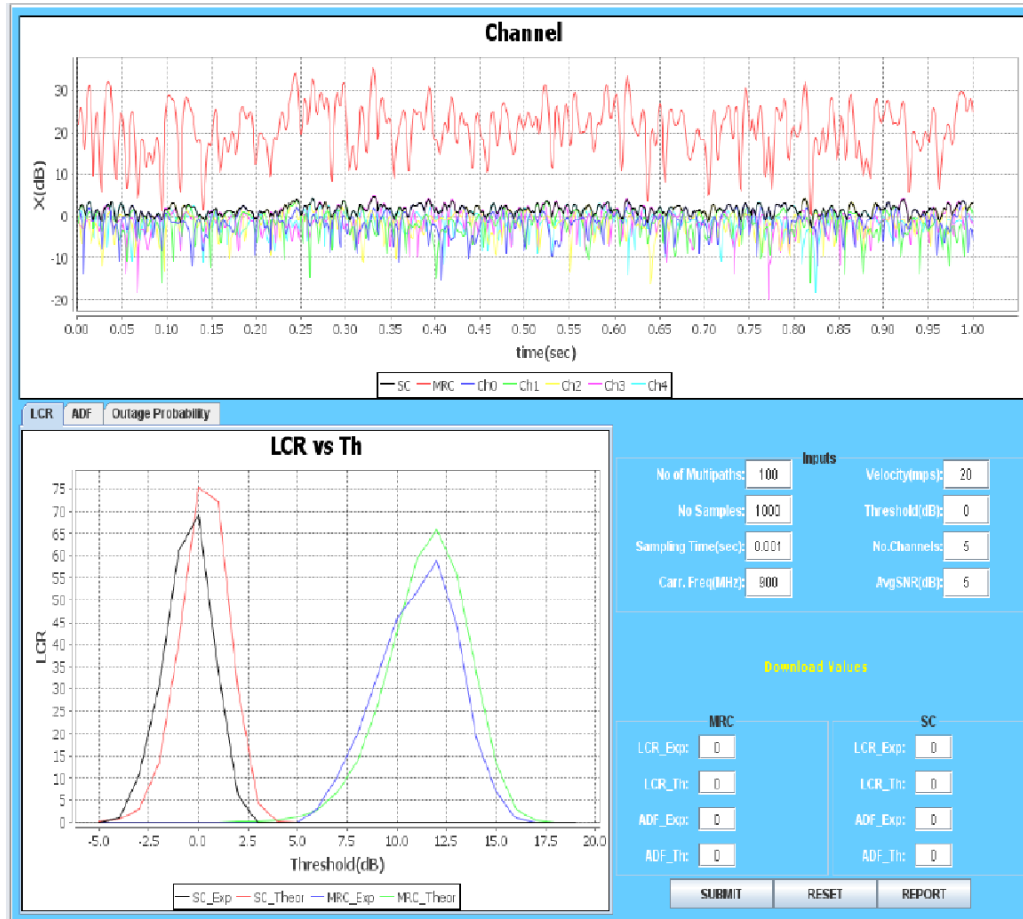 Channel
X(dB)
30
20
10
0
-10
-20
0.00 0.05 0.10 0.15 0.20 0.25 0.30 0.35 0.40 0.45 0.50 0.55 0.60 0.65 0.70 0.75 0.80 0.85 0.90 0.95 1.00
time(sec)
SC MRC Ch0 Ch1 Ch2 Ch3 Ch4
LCR ADF Outage Probability
LCR vs Th
LCR
75
70
65
60
55
50
45
40
35
30
25
20
15
10
5
0
-5.0 -2.5 0.0 2.5 5.0 7.5 10.0 12.5 15.0 17.5 20.0
Threshold(dB)
SC_Exp SC_Theor MRC_Exp MRC_Theor
Inputs
No of Multipaths: 100 Velocity(mps): 20
No Samples: 1000 Threshold(dB): 0
Sampling Time(sec): 0.001 No.Channels: 5
Carr. Freq(MHz): 900 AvgSNR(dB): 5
Download Values
MRC
LCR_Exp: 0
LCR_Th: 0
ADF_Exp: 0
ADF_Th: 0
SC
LCR_Exp: 0
LCR_Th: 0
ADF_Exp: 0
ADF_Th: 0
SUBMIT RESET REPORT